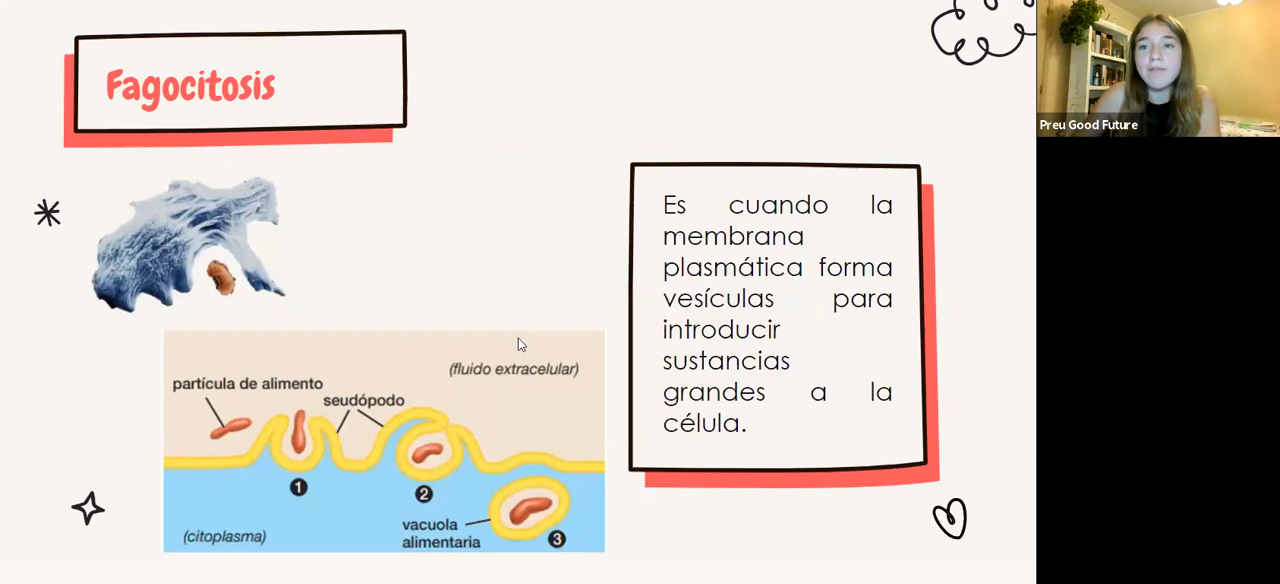 Fagocitosis
Preu Good Future
Es cuando la
membrana
plasmática forma
vesículas para
introducir
sustancias
grandes a la
célula.
(fluido extracelular)
partícula de alimento
seudópodo
1
2
vacuola
alimentaria
3
(citoplasma)